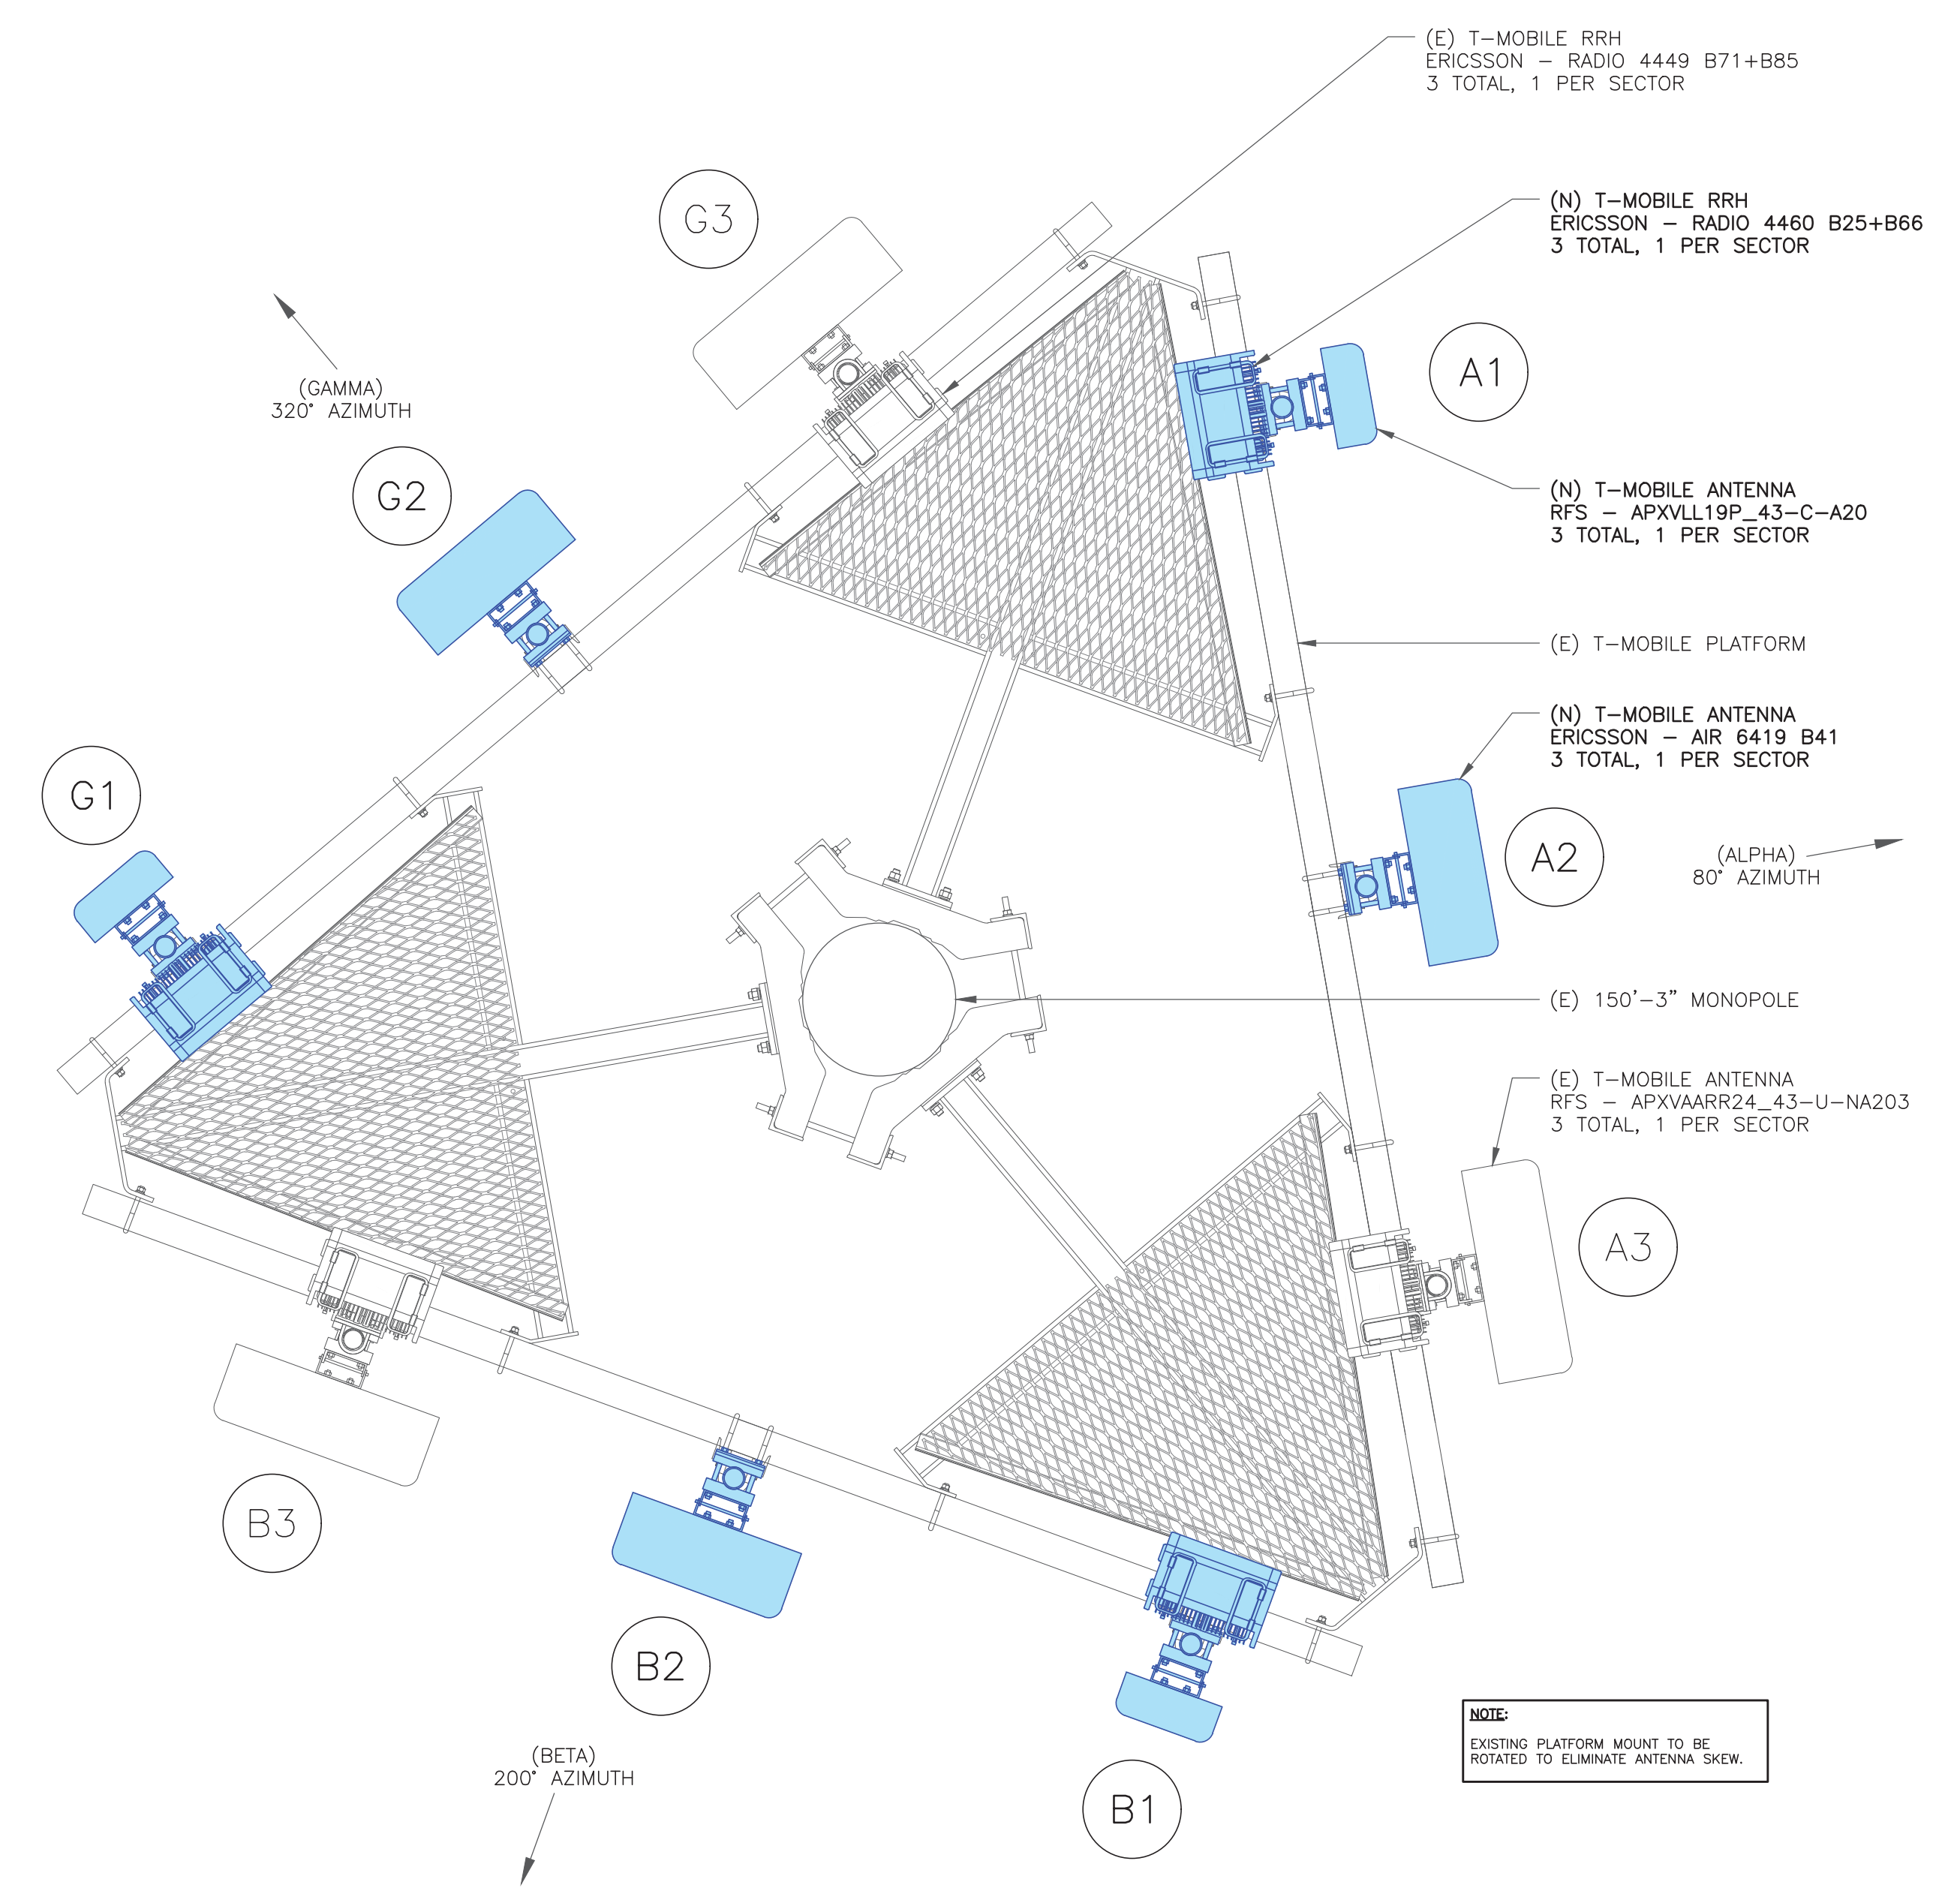 (E) T-MOBILE RRH
ERICSSON - RADIO 4449 B71+B85
3 TOTAL, 1 PER SECTOR
(N) T-MOBILE RRH
ERICSSON - RADIO 4460 B25+B66
3 TOTAL, 1 PER SECTOR
G3
A1
(GAMMA)
320° AZIMUTH
G2
(N) T-MOBILE ANTENNA
RFS - APXVLL19P_43-C-A20
3 TOTAL, 1 PER SECTOR
(E) T-MOBILE PLATFORM
(N) T-MOBILE ANTENNA
ERICSSON - AIR 6419 B41
3 TOTAL, 1 PER SECTOR
G1
A2
(ALPHA)
80° AZIMUTH
(E) 150'-3" MONOPOLE
(E) T-MOBILE ANTENNA
RFS - APXVAARR24_43-U-NA203
3 TOTAL, 1 PER SECTOR
A3
B3
B2
B1
(BETA)
200° AZIMUTH
NOTE:
EXISTING PLATFORM MOUNT TO BE
ROTATED TO ELIMINATE ANTENNA SKEW.